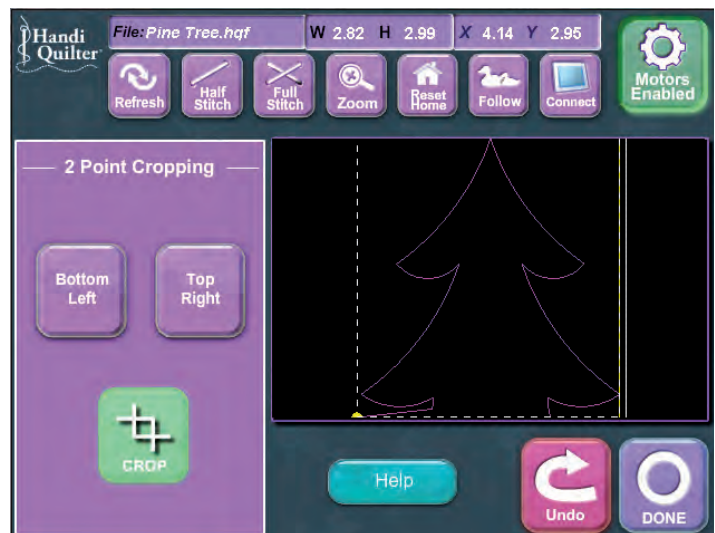 Handi
Quilter
File: Pine Tree.hqf
W 2.82 H 2.99
X 4.14 Y 2.95
Motors
Enabled
Refresh
Half
Stitch
Full
Stitch
Zoom
Reset
Home
Follow
Connect
2 Point Cropping
Bottom
Left
Top
Right
CROP
Help
Undo
DONE